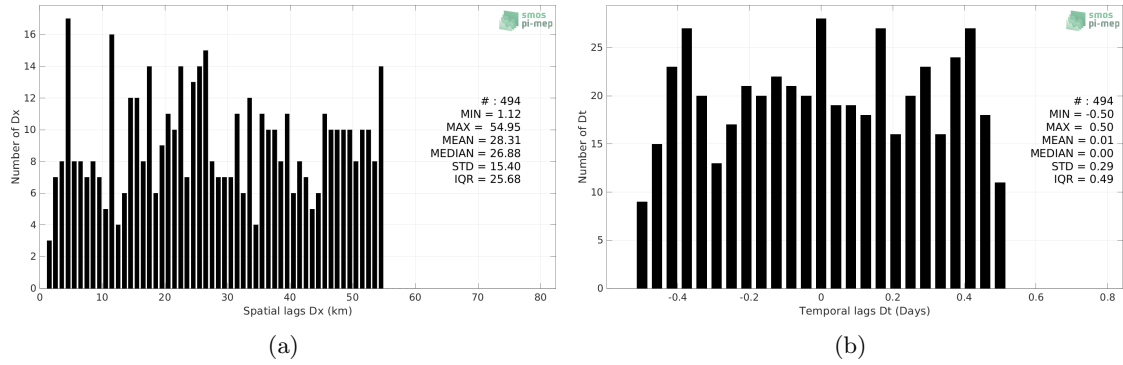 smos
pi-mep
16
14
12
10
8
6
4
2
0
Number of Dx
# : 494
MIN = 1.12
MAX = 54.95
MEAN = 28.31
MEDIAN = 26.88
STD = 15.40
IQR = 25.68
0 10 20 30 40 50 60 70 80
Spatial lags Dx (km)
(a)
smos
pi-mep
25
20
15
10
5
0
Number of Dt
# : 494
MIN = -0.50
MAX = 0.50
MEAN = 0.01
MEDIAN = 0.00
STD = 0.29
IQR = 0.49
-0.4 -0.2 0 0.2 0.4 0.6 0.8
Temporal lags Dt (Days)
(b)